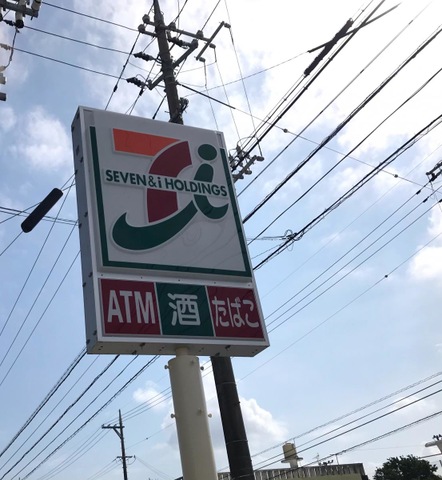 SEVEN&i HOLDINGS
ATM 酒 たばこ